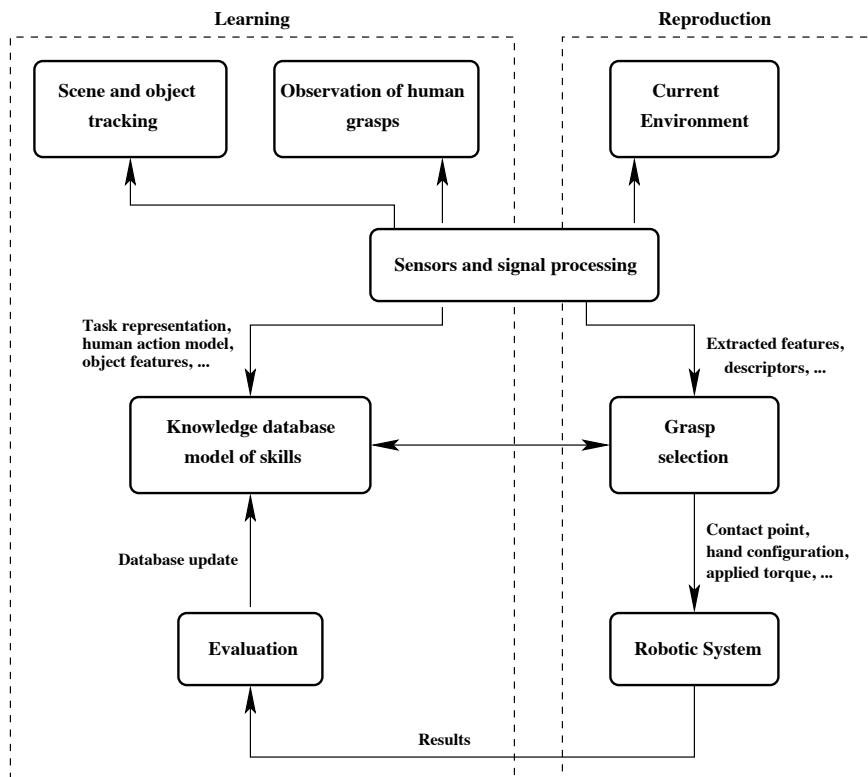 Learning
Reproduction
Scene and object
tracking
Observation of human
grasps
Current
Environment
Sensors and signal processing
Task representation,
human action model,
object features, ...
Extracted features,
descriptors, ...
Knowledge database
model of skills
Grasp
selection
Database update
Contact point,
hand configuration,
applied torque, ...
Evaluation
Robotic System
Results